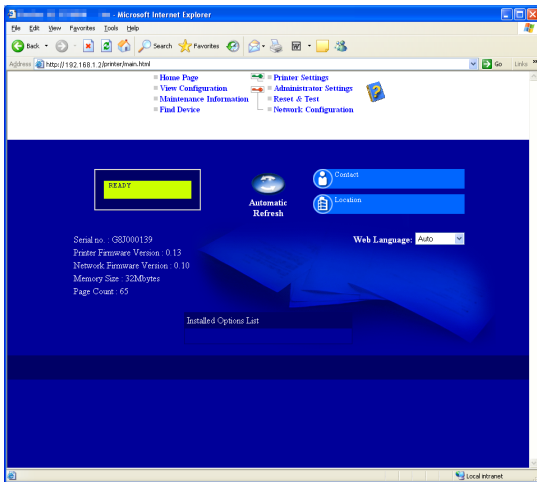 - Microsoft Internet Explorer
File Edit View Favorites Tools Help
Back Search Favorites
Address http://192.168.1.2/printer/main.html Go Links »
Home Page Printer Settings
View Configuration Administrator Settings
Maintenance Information Reset & Test
Find Device Network Configuration
READY
Contact
Automatic
Refresh
Location
Serial no. : G8J000139
Web Language: Auto
Printer Firmware Version : 0.13
Network Firmware Version : 0.10
Memory Size : 32Mbytes
Page Count : 65
Installed Options List
Local intranet